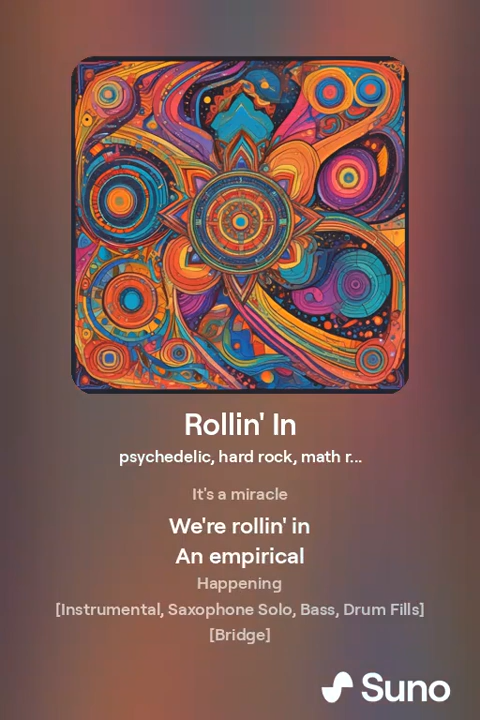 Rollin' In
psychedelic, hard rock, math r...
It's a miracle
We're rollin' in
An empirical
Happening
[Instrumental, Saxophone Solo, Bass, Drum Fills]
[Bridge]
Suno